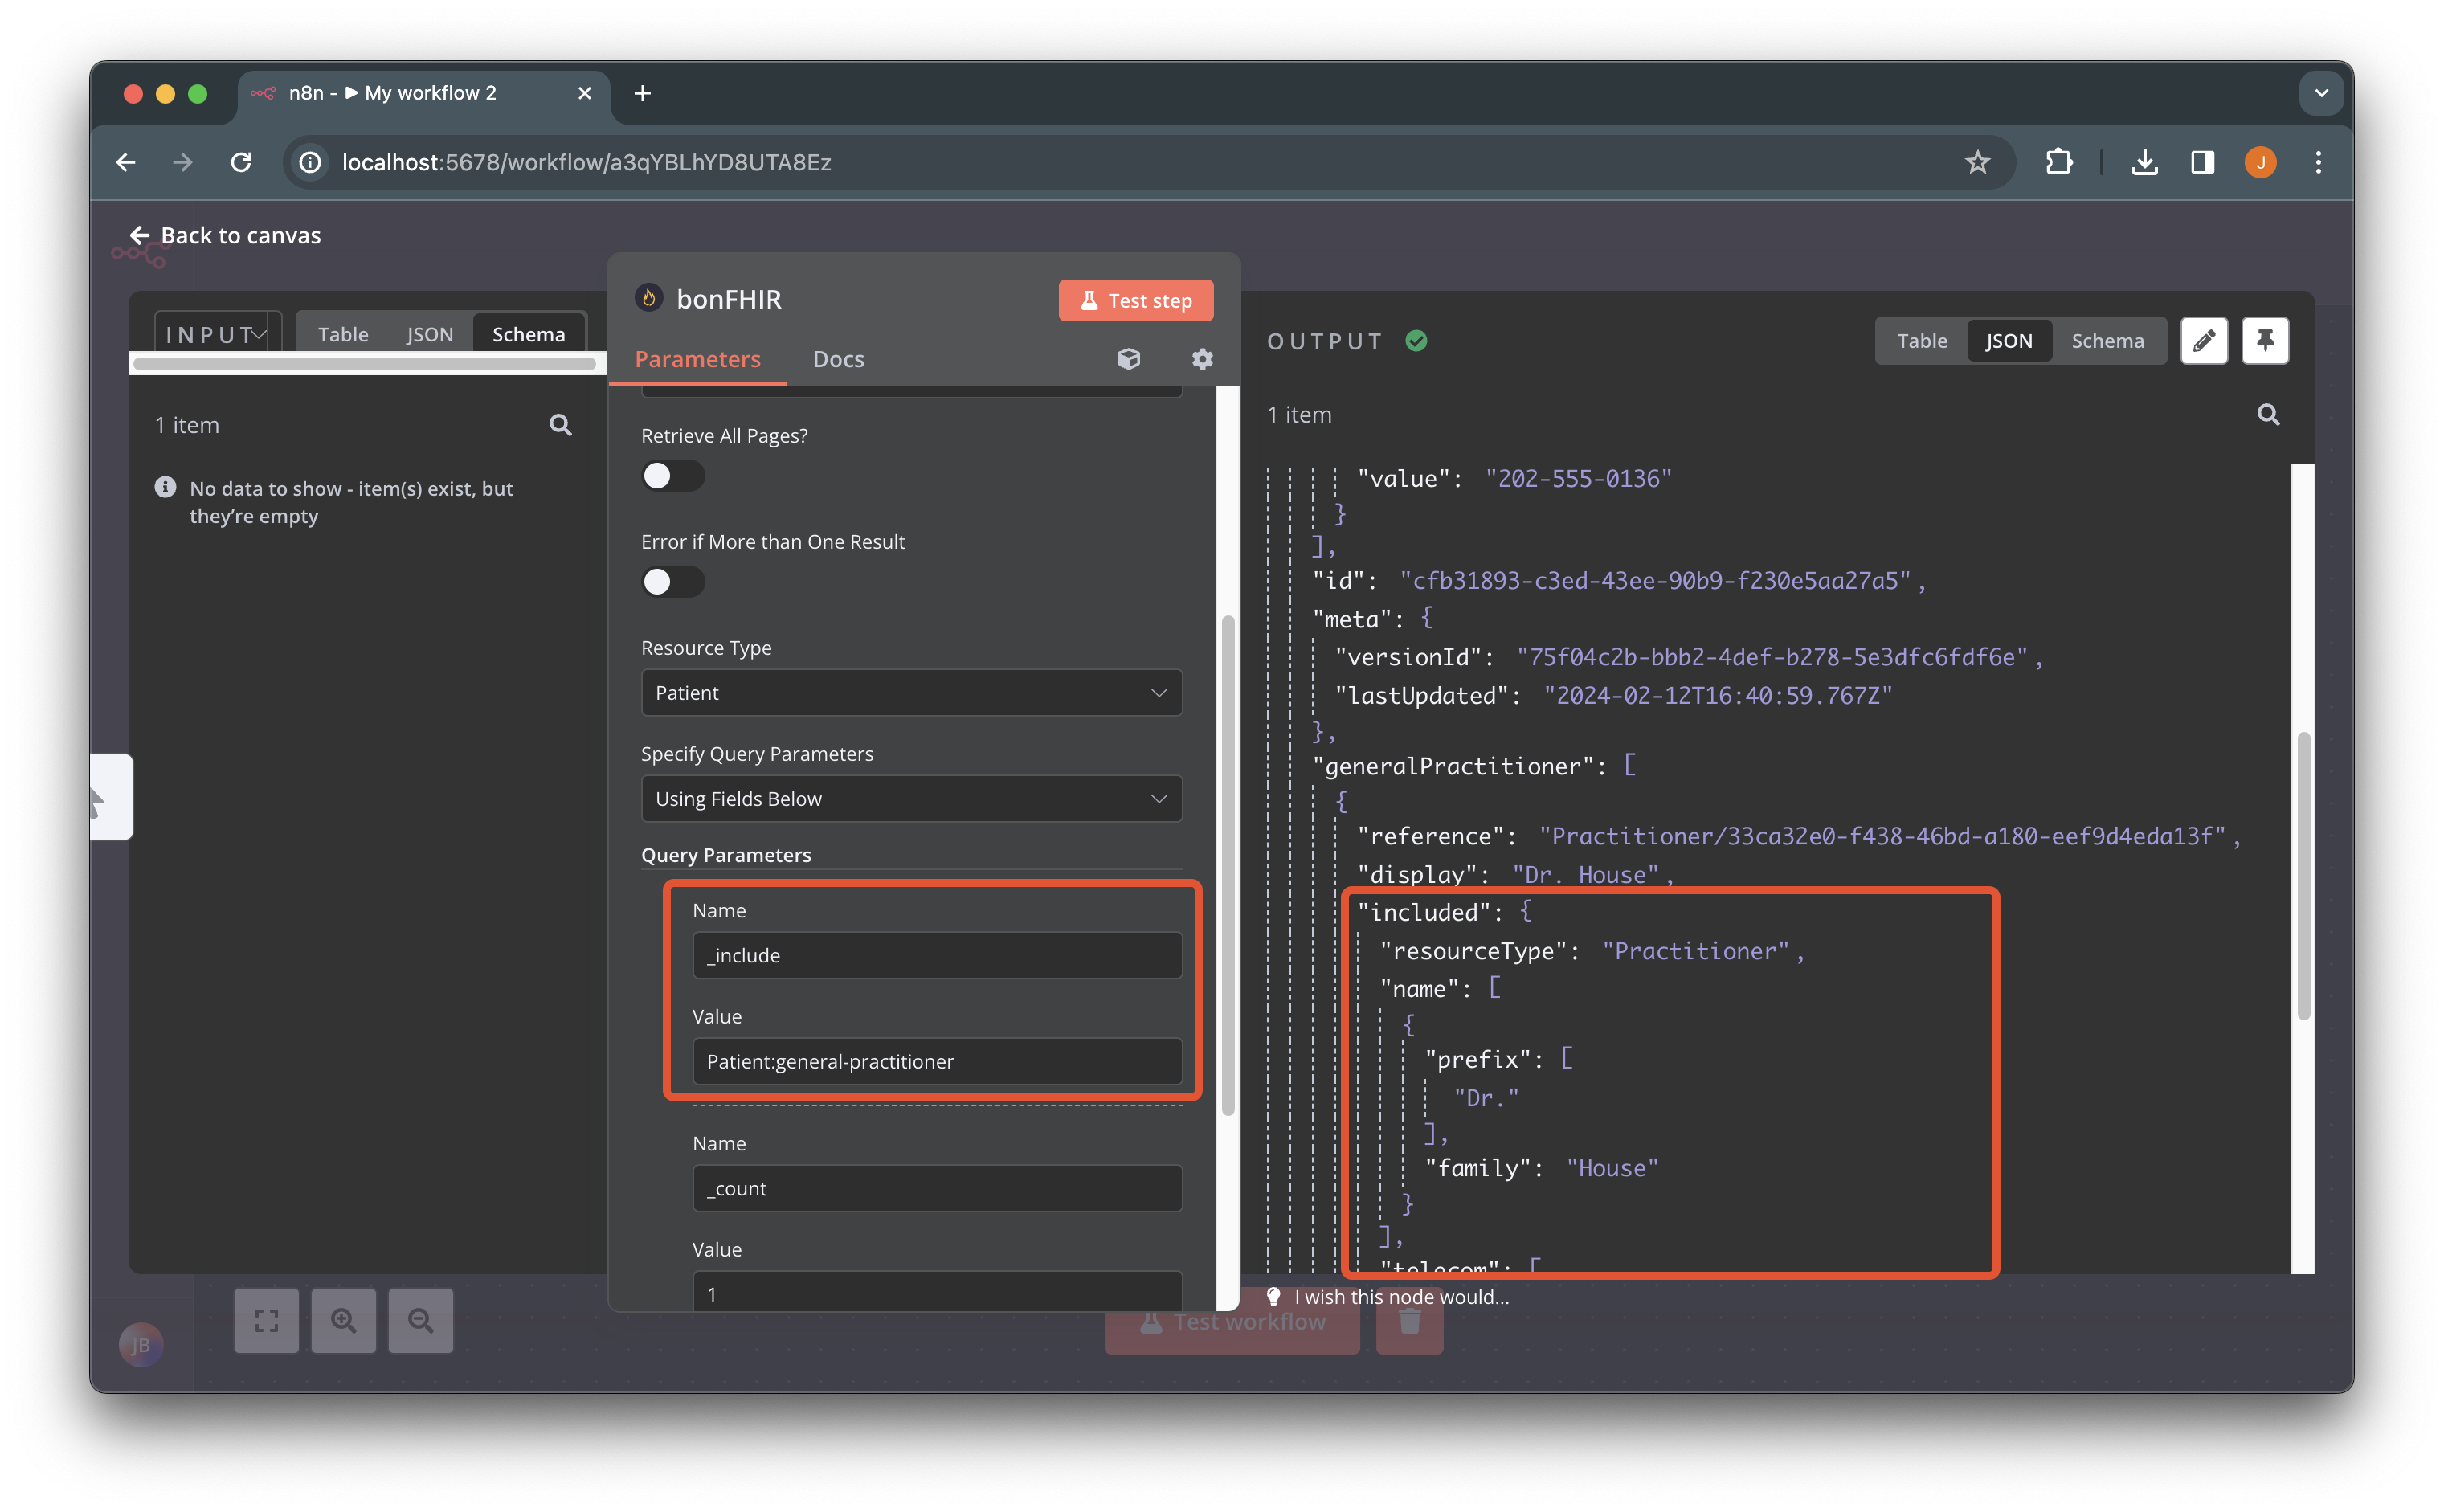 n8n - ▶ My workflow 2
localhost:5678/workflow/a3qYBLhYD8UTA8Ez
J
Back to canvas
INPUT
Table JSON Schema
1 item
No data to show - item(s) exist, but
they’re empty
bonFHIR
Test step
Parameters Docs
Retrieve All Pages?
Error if More than One Result
Resource Type
Patient
Specify Query Parameters
Using Fields Below
Query Parameters
Name
_include
Value
Patient:general-practitioner
Name
_count
Value
1
OUTPUT
Table JSON Schema
1 item
"value": "202-555-0136"
}
],
"id": "cfb31893-c3ed-43ee-90b9-f230e5aa27a5",
"meta": {
"versionId": "75f04c2b-bbb2-4def-b278-5e3dfc6fdf6e",
"lastUpdated": "2024-02-12T16:40:59.767Z"
},
"generalPractitioner": [
{
"reference": "Practitioner/33ca32e0-f438-46bd-a180-eef9d4eda13f",
"display": "Dr. House",
"included": {
"resourceType": "Practitioner",
"name": [
{
"prefix": [
"Dr."
],
"family": "House"
}
],
"telecom": [
I wish this node would...
Test workflow
JB